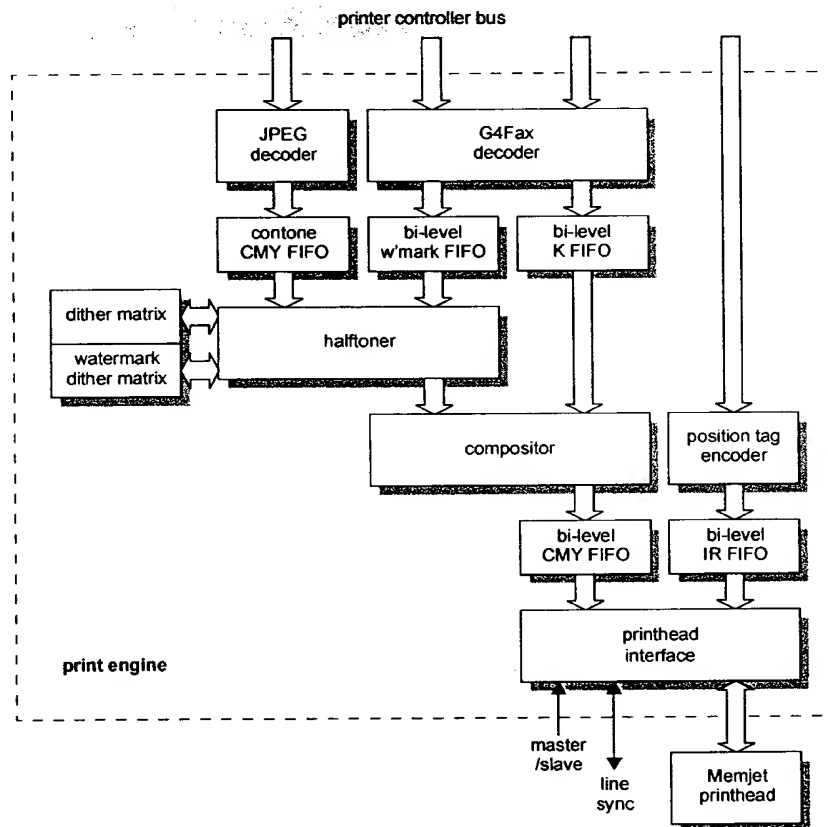 printer controller bus
JPEG
decoder
G4Fax
decoder
contone
CMY FIFO
bi-level
w'mark FIFO
bi-level
K FIFO
dither matrix
watermark
dither matrix
halftoner
compositor
position tag
encoder
bi-level
CMY FIFO
bi-level
IR FIFO
printhead
interface
print engine
master
/slave
line
sync
Memjet
printhead